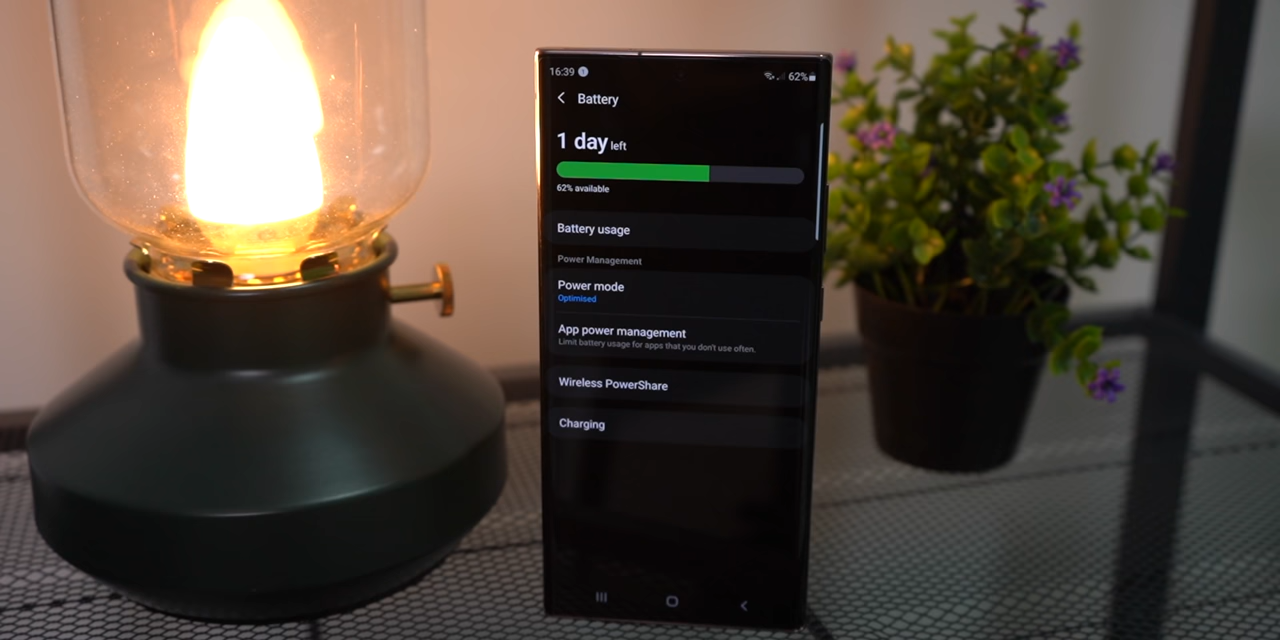 16:39 1 62%
Battery
1 day left
62% available
Battery usage
Power Management
Power mode
Optimised
App power management
Limit battery usage for apps that you don't use often.
Wireless PowerShare
Charging